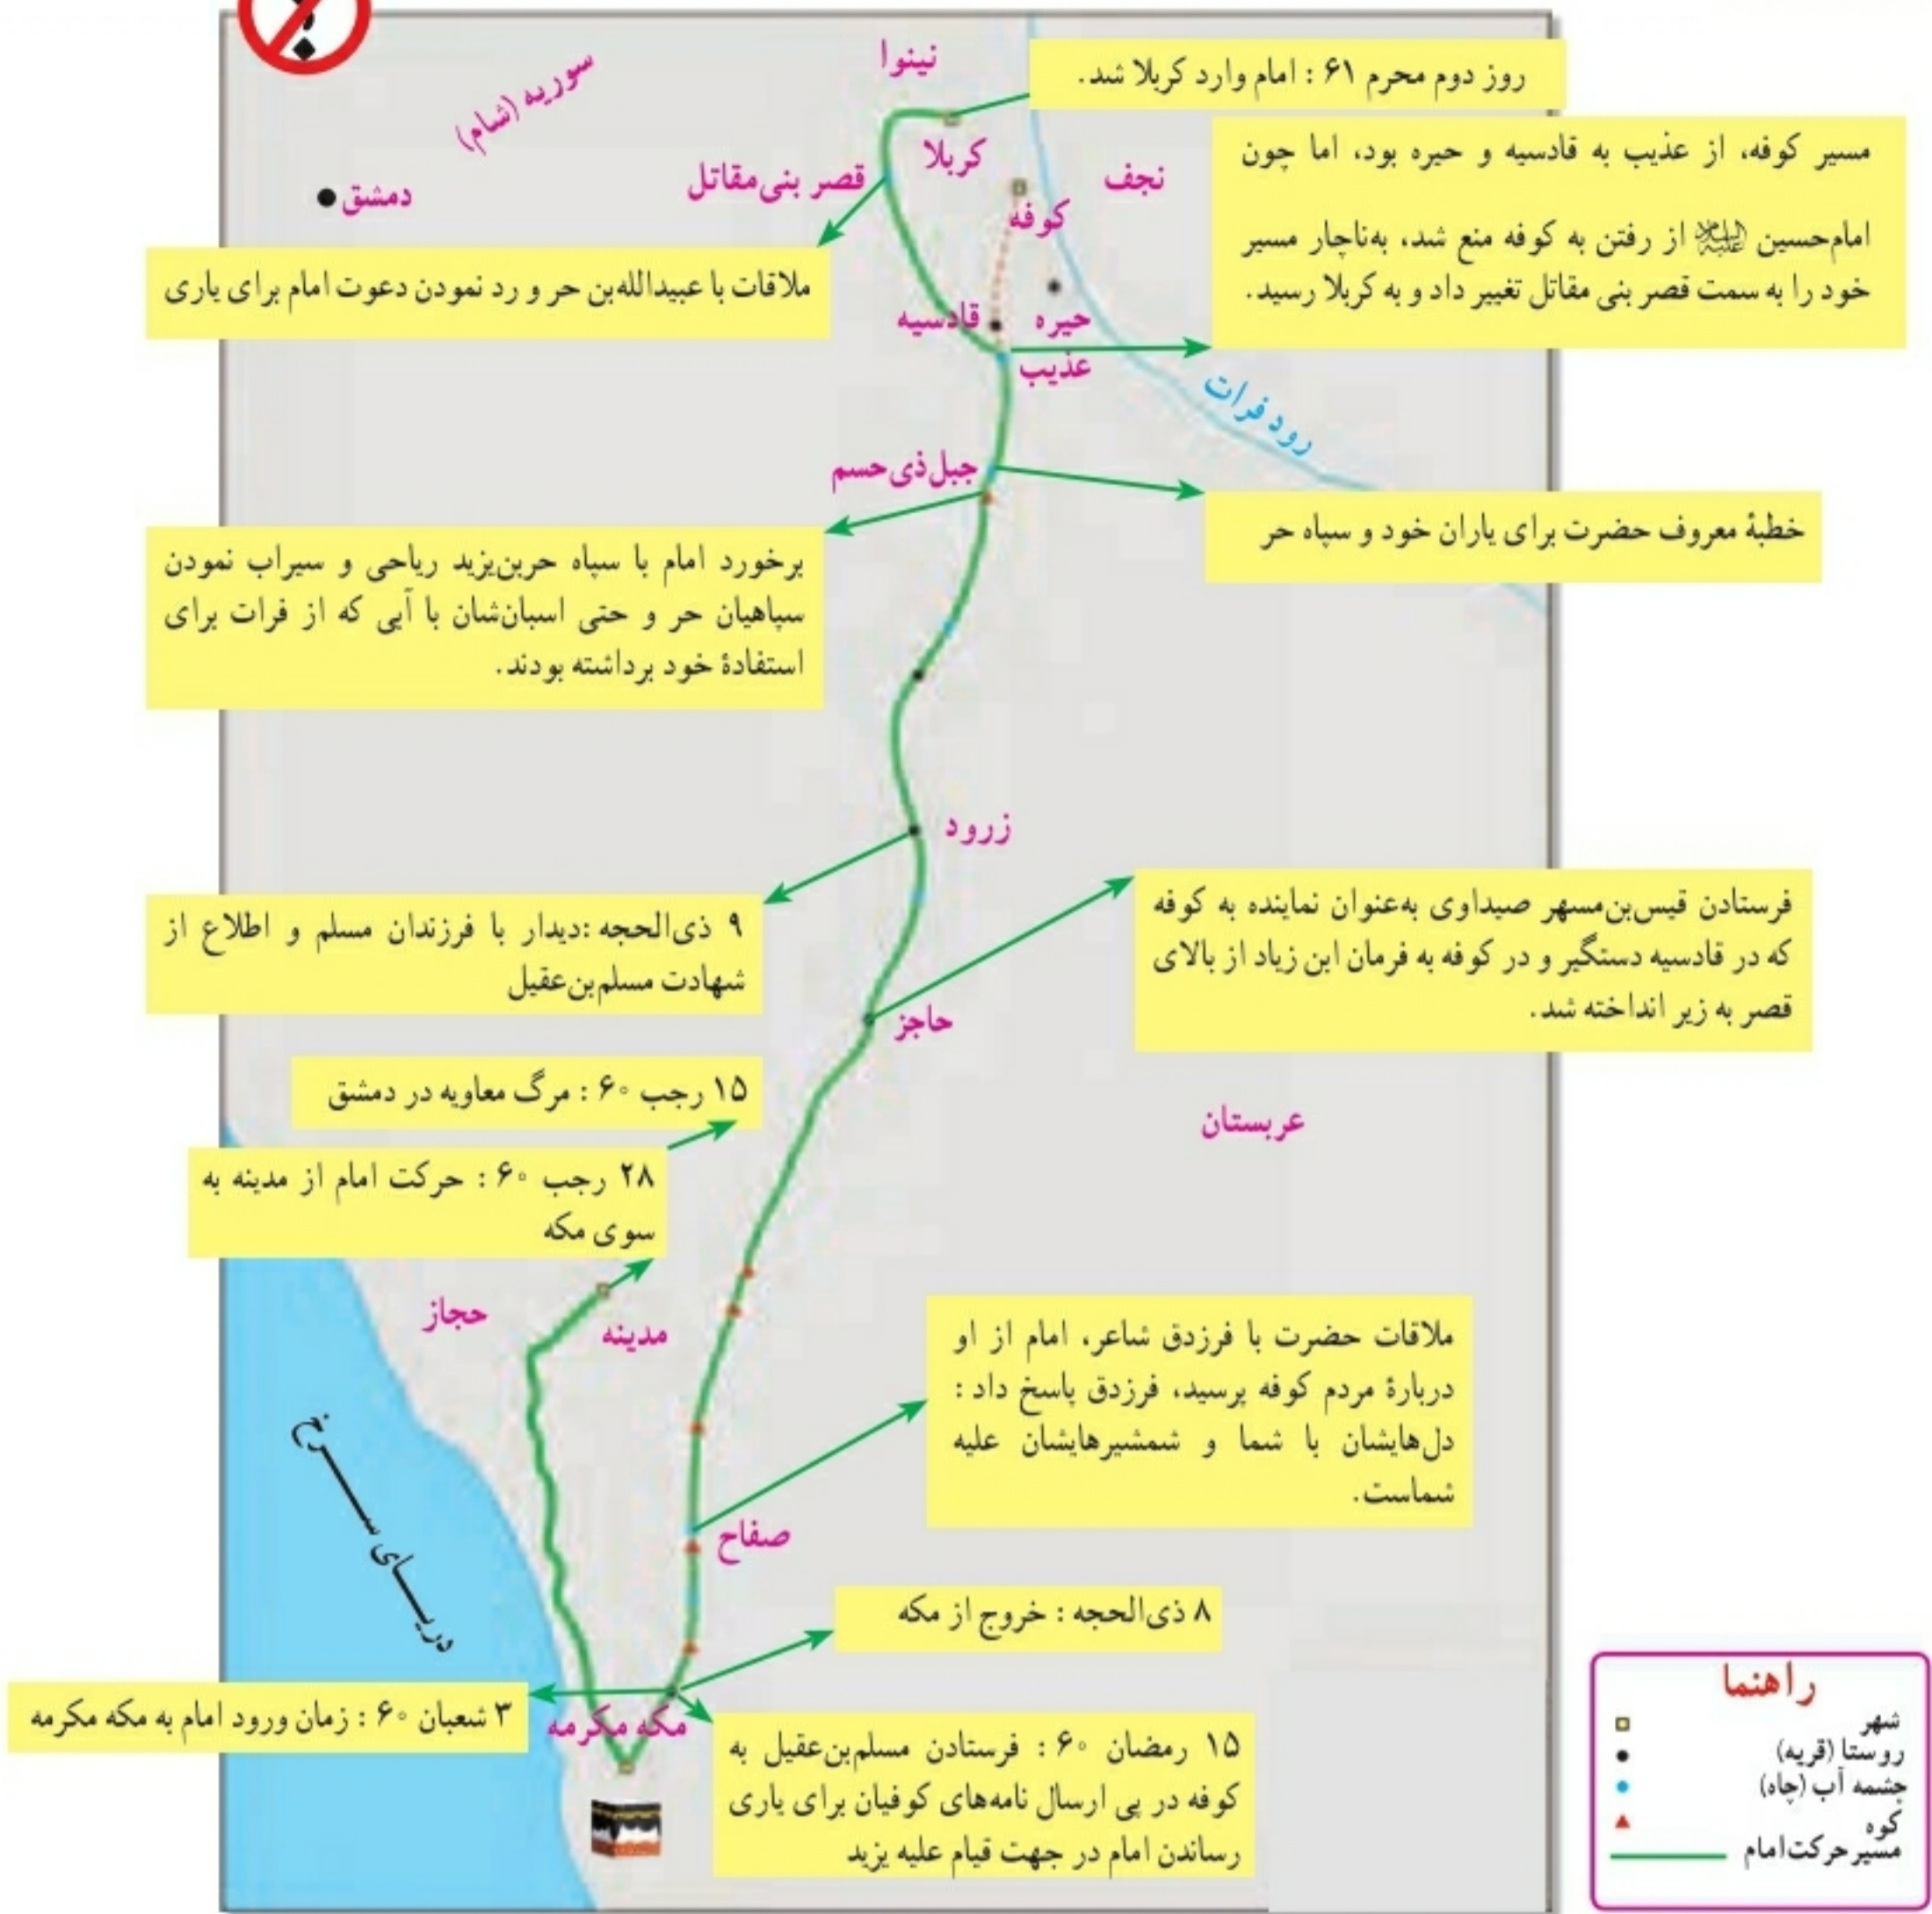 نینوا
سوریه (شام)
روز دوم محرم ۶۱ : امام وارد کربلا شد.
کربلا
قصر بنی‌مقاتل
نجف
دمشق
کوفه
مسیر کوفه، از عذیب به قادسیه و حیره بود، اما چون
امام‌حسین علیه‌السلام از رفتن به کوفه منع شد، به‌ناچار مسیر
خود را به سمت قصر بنی مقاتل تغییر داد و به کربلا رسید.
ملاقات با عبیدالله‌بن حر و رد نمودن دعوت امام برای یاری
قادسیه
حیره
عذیب
رود فرات
جبل‌ذی‌حسم
خطبهٔ معروف حضرت برای یاران خود و سپاه حر
برخورد امام با سپاه حربن‌یزید ریاحی و سیراب نمودن
سپاهیان حر و حتی اسبان‌شان با آبی که از فرات برای
استفادهٔ خود برداشته بودند.
زرود
فرستادن قیس‌بن‌مسهر صیداوی به‌عنوان نماینده به کوفه
که در قادسیه دستگیر و در کوفه به فرمان ابن زیاد از بالای
قصر به زیر انداخته شد.
۹ ذی‌الحجه :دیدار با فرزندان مسلم و اطلاع از
شهادت مسلم‌بن‌عقیل
حاجز
۱۵ رجب ۶۰ : مرگ معاویه در دمشق
عربستان
۲۸ رجب ۶۰ : حرکت امام از مدینه به
سوی مکه
حجاز
مدینه
ملاقات حضرت با فرزدق شاعر، امام از او
دربارهٔ مردم کوفه پرسید، فرزدق پاسخ داد :
دل‌هایشان با شما و شمشیرهایشان علیه
شماست.
دریـــای ســـرخ
صفاح
۸ ذی‌الحجه : خروج از مکه
۳ شعبان ۶۰ : زمان ورود امام به مکه مکرمه
مکه مکرمه
۱۵ رمضان ۶۰ : فرستادن مسلم‌بن‌عقیل به
کوفه در پی ارسال نامه‌های کوفیان برای یاری
رساندن امام در جهت قیام علیه یزید
راهنما
شهر
روستا (قریه)
چشمه آب (چاه)
کوه
مسیرحرکت‌امام